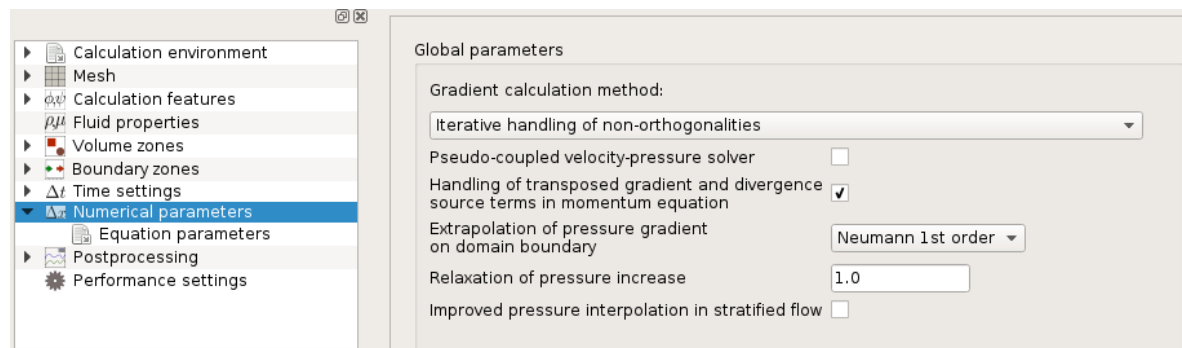 Calculation environment
Mesh
Calculation features
Fluid properties
Volume zones
Boundary zones
Δt Time settings
Numerical parameters
Equation parameters
Postprocessing
Performance settings
Global parameters
Gradient calculation method:
Iterative handling of non-orthogonalities
Pseudo-coupled velocity-pressure solver
Handling of transposed gradient and divergence
source terms in momentum equation
Extrapolation of pressure gradient
on domain boundary
Neumann 1st order
Relaxation of pressure increase
1.0
Improved pressure interpolation in stratified flow